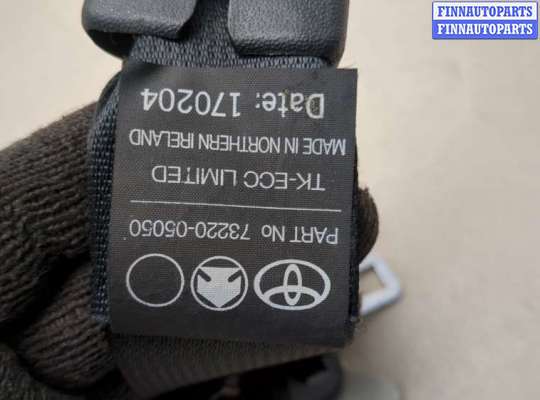 FINNAUTOPARTS
FINNAUTOPARTS
PART No 73220-05050
TK-ECC LIMITED
MADE IN NORTHERN IRELAND
Date: 170204